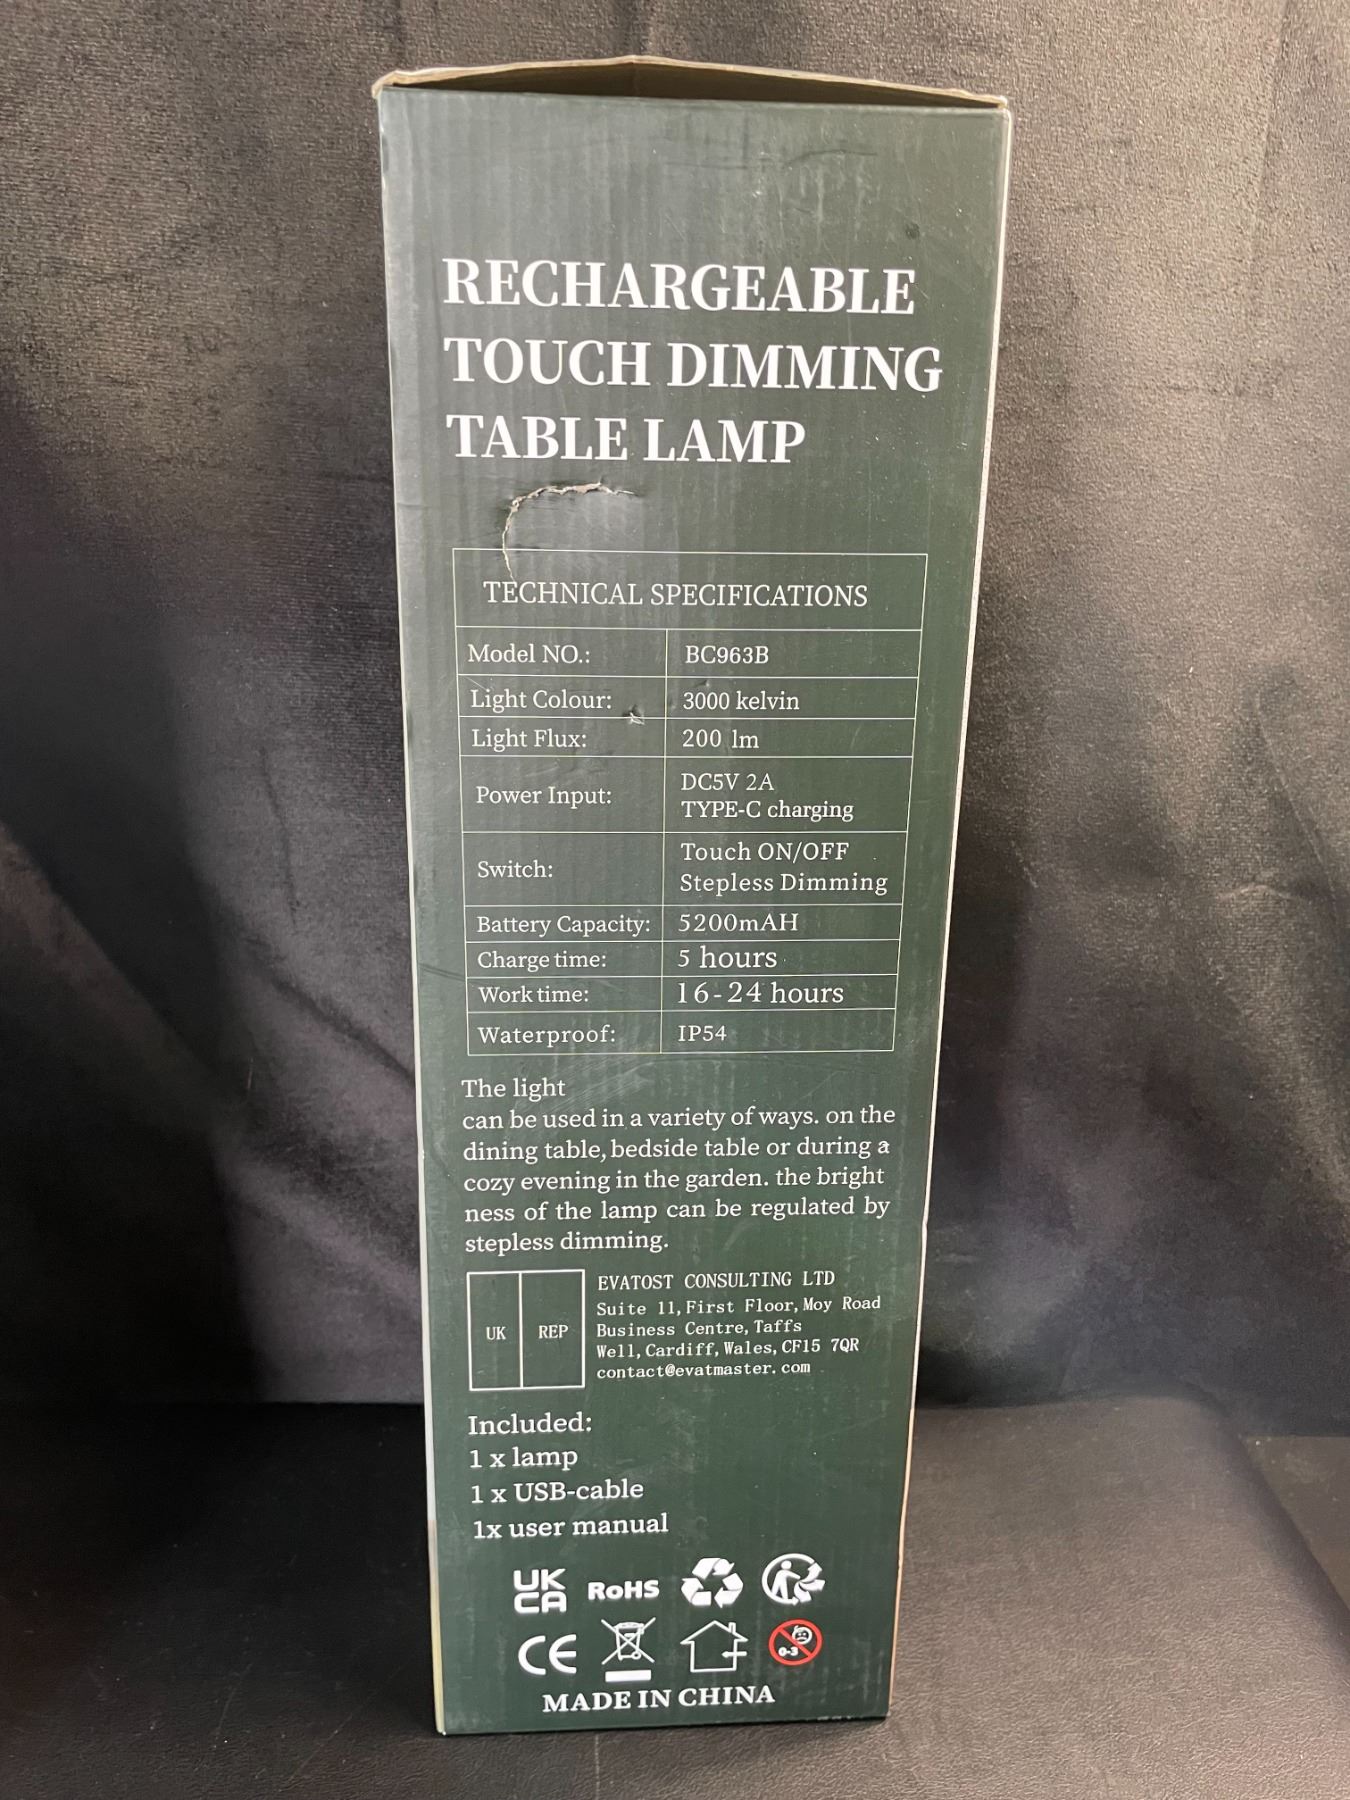 RECHARGEABLE
TOUCH DIMMING
TABLE LAMP
TECHNICAL SPECIFICATIONS
Model NO.: BC963B
Light Colour: 3000 kelvin
Light Flux: 200 lm
Power Input: DC5V 2A
TYPE-C charging
Switch: Touch ON/OFF
Stepless Dimming
Battery Capacity: 5200mAH
Charge time: 5 hours
Work time: 16-24 hours
Waterproof: IP54
The light
can be used in a variety of ways. on the
dining table, bedside table or during a
cozy evening in the garden. the bright
ness of the lamp can be regulated by
stepless dimming.
UK REP
EVATOST CONSULTING LTD
Suite 11, First Floor, Moy Road
Business Centre, Taffs
Well, Cardiff, Wales, CF15 7QR
contact@evatmaster.com
Included:
1 x lamp
1 x USB-cable
1x user manual
UK
CA
RoHS
CE
0-3
MADE IN CHINA